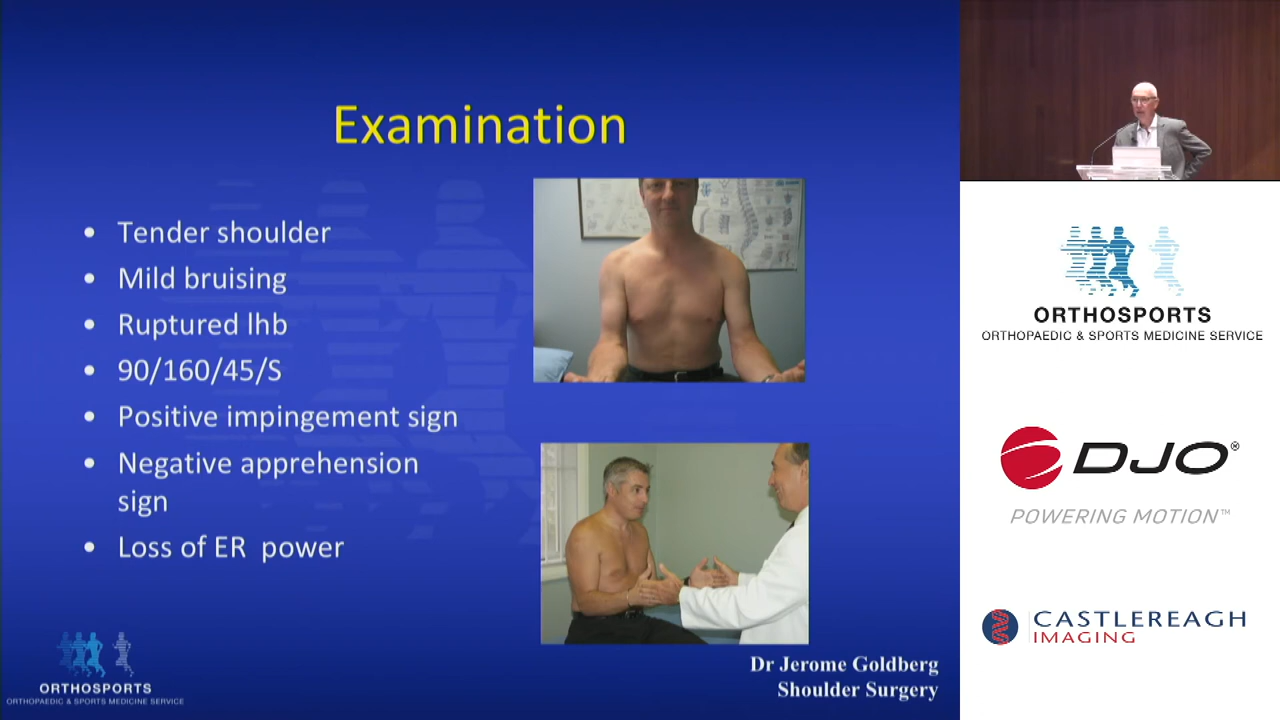 Examination
• Tender shoulder
• Mild bruising
• Ruptured lhb
• 90/160/45/S
• Positive impingement sign
• Negative apprehension
sign
• Loss of ER power
ORTHOSPORTS
ORTHOPAEDIC & SPORTS MEDICINE SERVICE
Dr Jerome Goldberg
Shoulder Surgery
ORTHOSPORTS
ORTHOPAEDIC & SPORTS MEDICINE SERVICE
DJO®
POWERING MOTION™
CASTLEREAGH
IMAGING